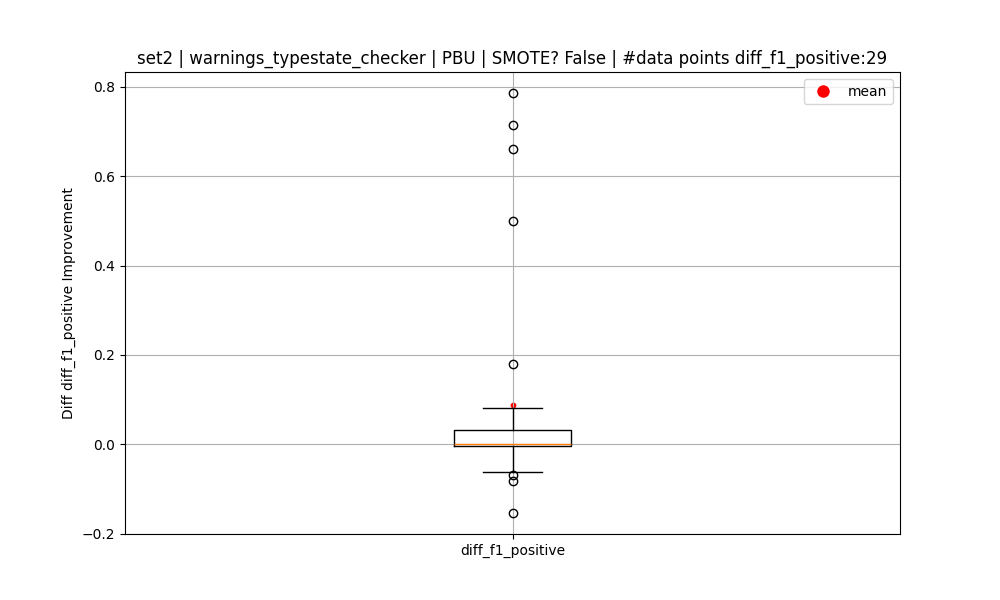 set2 | warnings_typestate_checker | PBU | SMOTE? False | #data points diff_f1_positive:29
mean
0.8
0.6
0.4
0.2
0.0
−0.2
Diff diff_f1_positive Improvement
diff_f1_positive